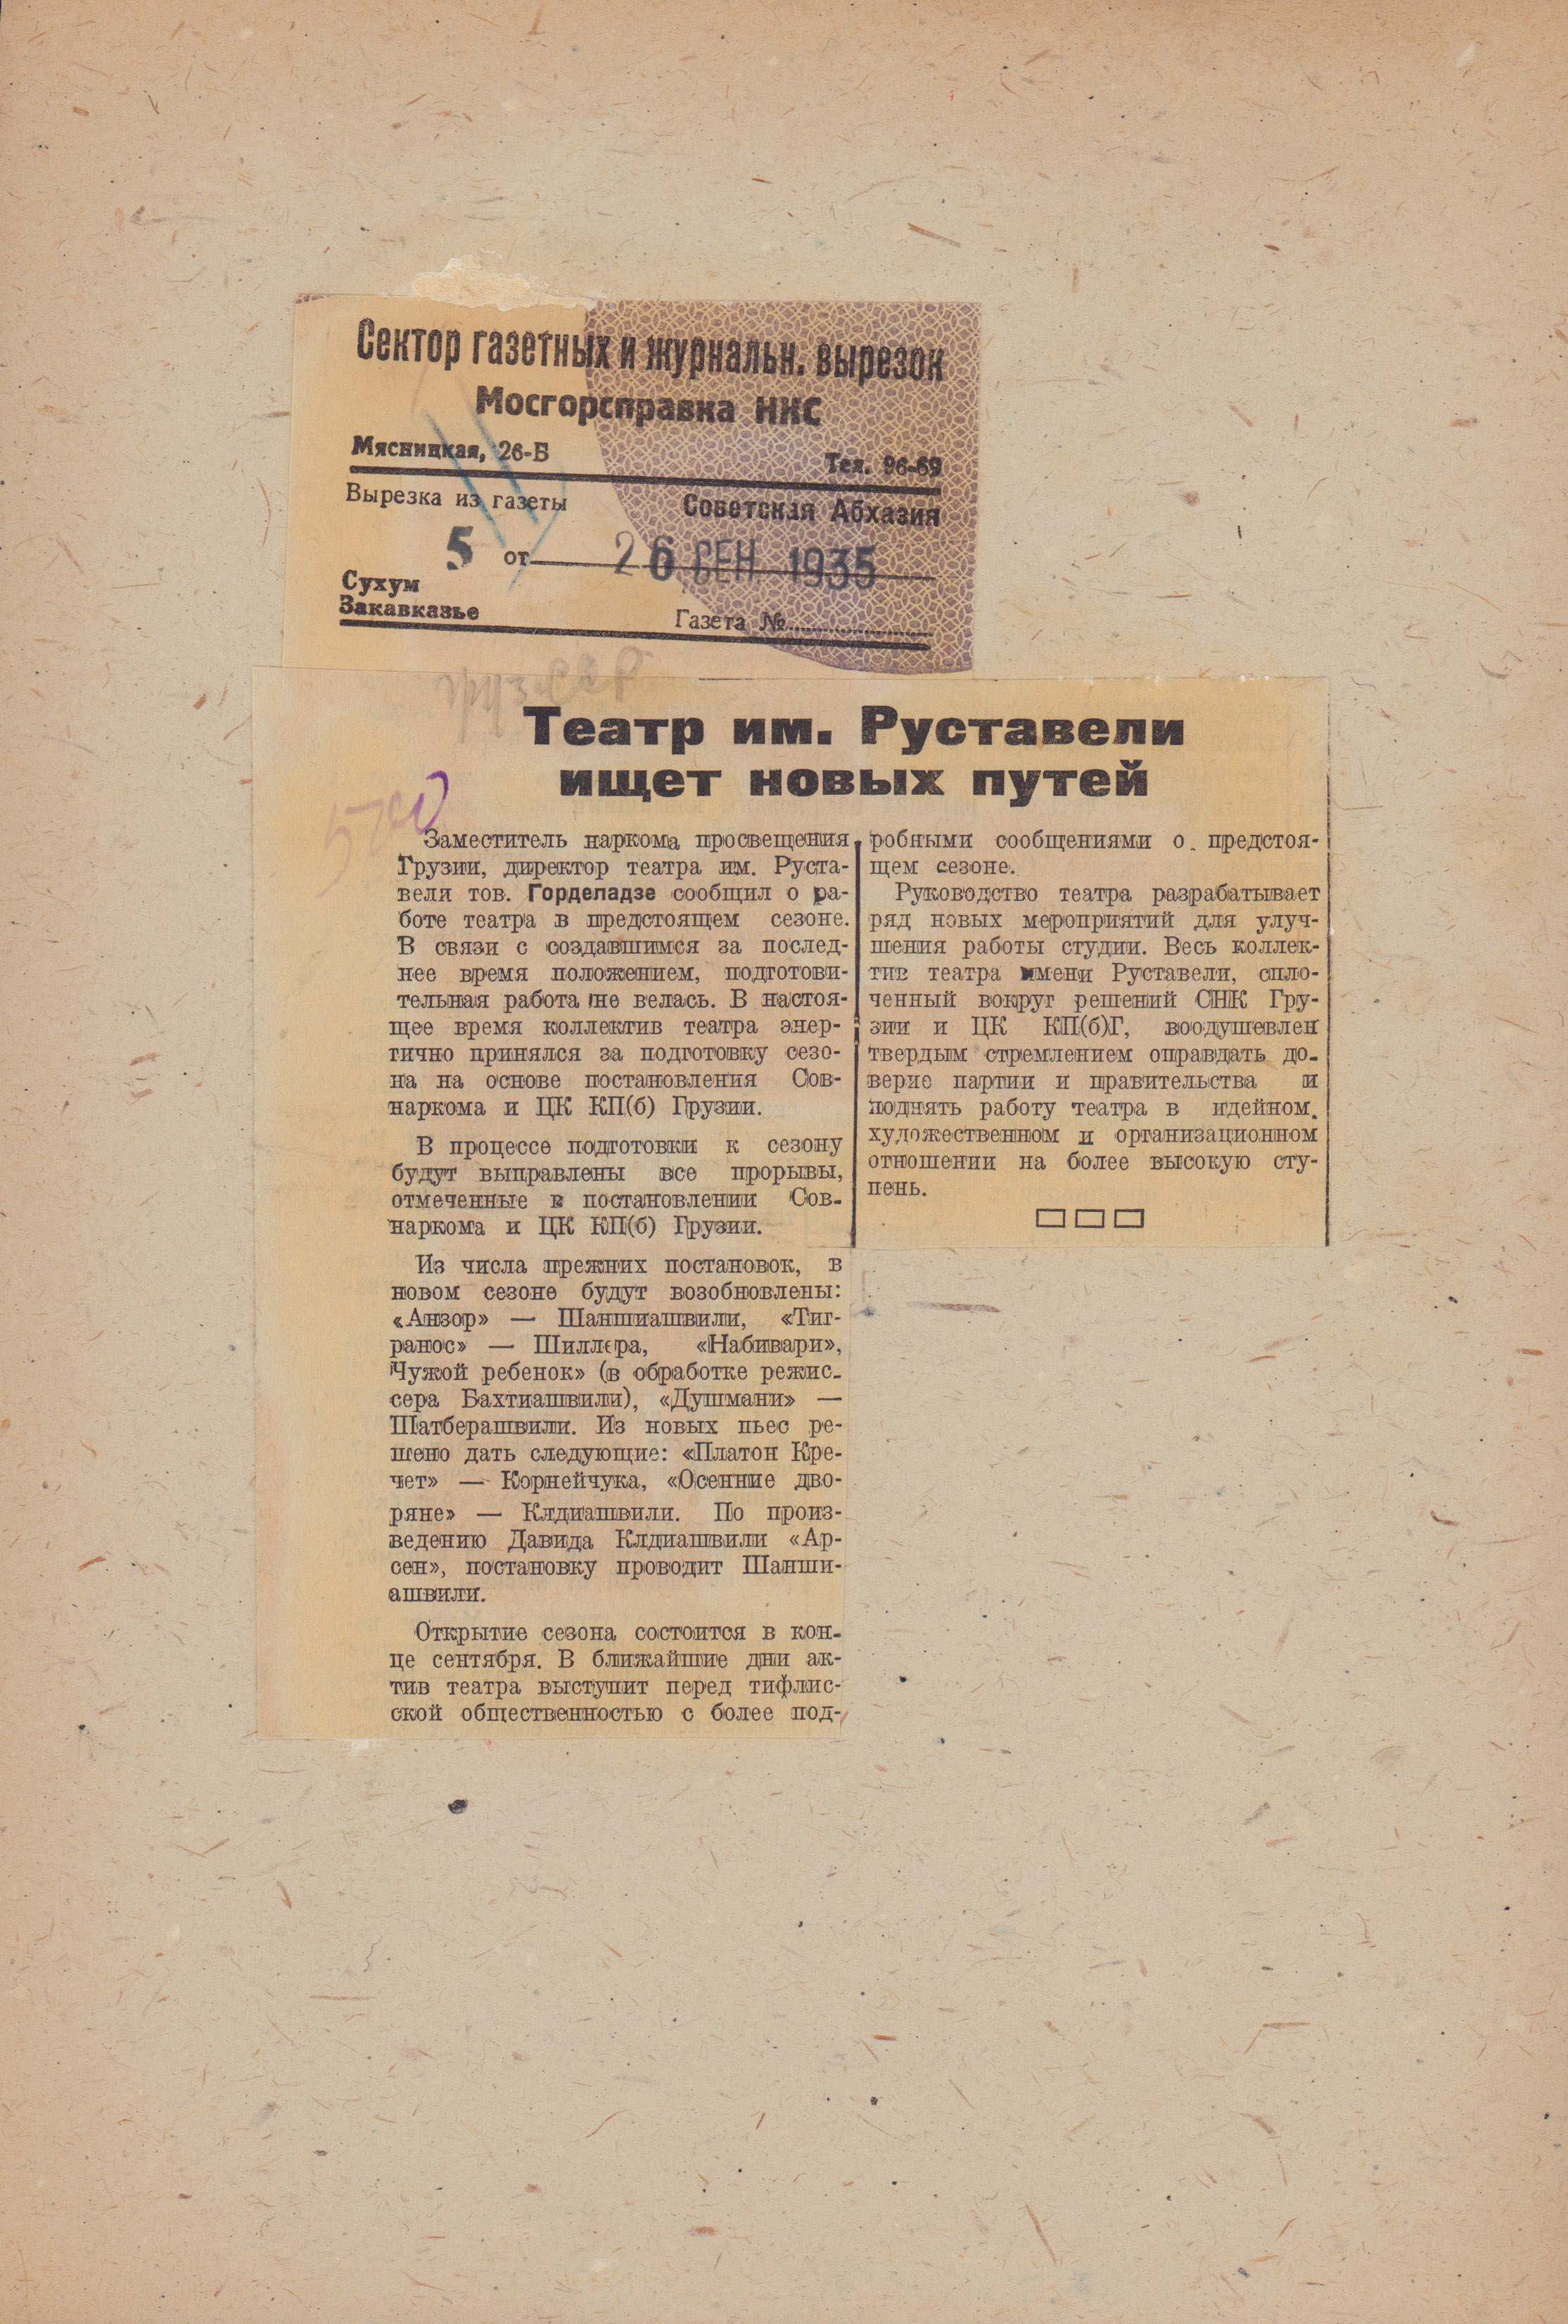 Сектор газетных и журнальн. вырезок
Мосгорсправка НКС
Мясницкая, 26-Б Тел. 96-69
Вырезка из газеты Советская Абхазия
5 от 26 СЕН 1935
Сухум
Закавказье
Газета №
Театр им. Руставели
ищет новых путей
Заместитель наркома просвещения
Грузии, директор театра им. Руста-
вели тов. Горделадзе сообщил о ра-
боте театра в предстоящем сезоне.
В связи с создавшимся за послед-
нее время положением, подготови-
тельная работа не велась. В настоя-
щее время коллектив театра энер-
гично принялся за подготовку сезо-
на на основе постановления Сов-
наркома и ЦК КП(б) Грузии.
В процессе подготовки к сезону
будут выправлены все прорывы,
отмеченные в постановлении Сов-
наркома и ЦК КП(б) Грузии.
Из числа прежних постановок, в
новом сезоне будут возобновлены:
«Анзор» — Шаншиашвили, «Тиг-
ранос» — Шиллера, «Набивари»,
Чужой ребенок» (в обработке режис-
сера Бахтиашвили), «Душмани» —
Шатберашвили. Из новых пьес ре-
шено дать следующие: «Платон Кре-
чет» — Корнейчука, «Осенние дво-
ряне» — Клдиашвили. По произ-
ведению Давида Клдиашвили «Ар-
сен», постановку проводит Шанши-
ашвили.
Открытие сезона состоится в кон-
це сентября. В ближайшие дни ак-
тив театра выступит перед тифлис-
ской общественностью с более под-
робными сообщениями о предстоя-
щем сезоне.
Руководство театра разрабатывает
ряд новых мероприятий для улуч-
шения работы студии. Весь коллек-
тив театра имени Руставели, спло-
ченный вокруг решений СНК Гру-
зии и ЦК КП(б)Г, воодушевлен
твердым стремлением оправдать до-
верие партии и правительства и
поднять работу театра в идейном.
художественном и организационном
отношении на более высокую сту-
пень.